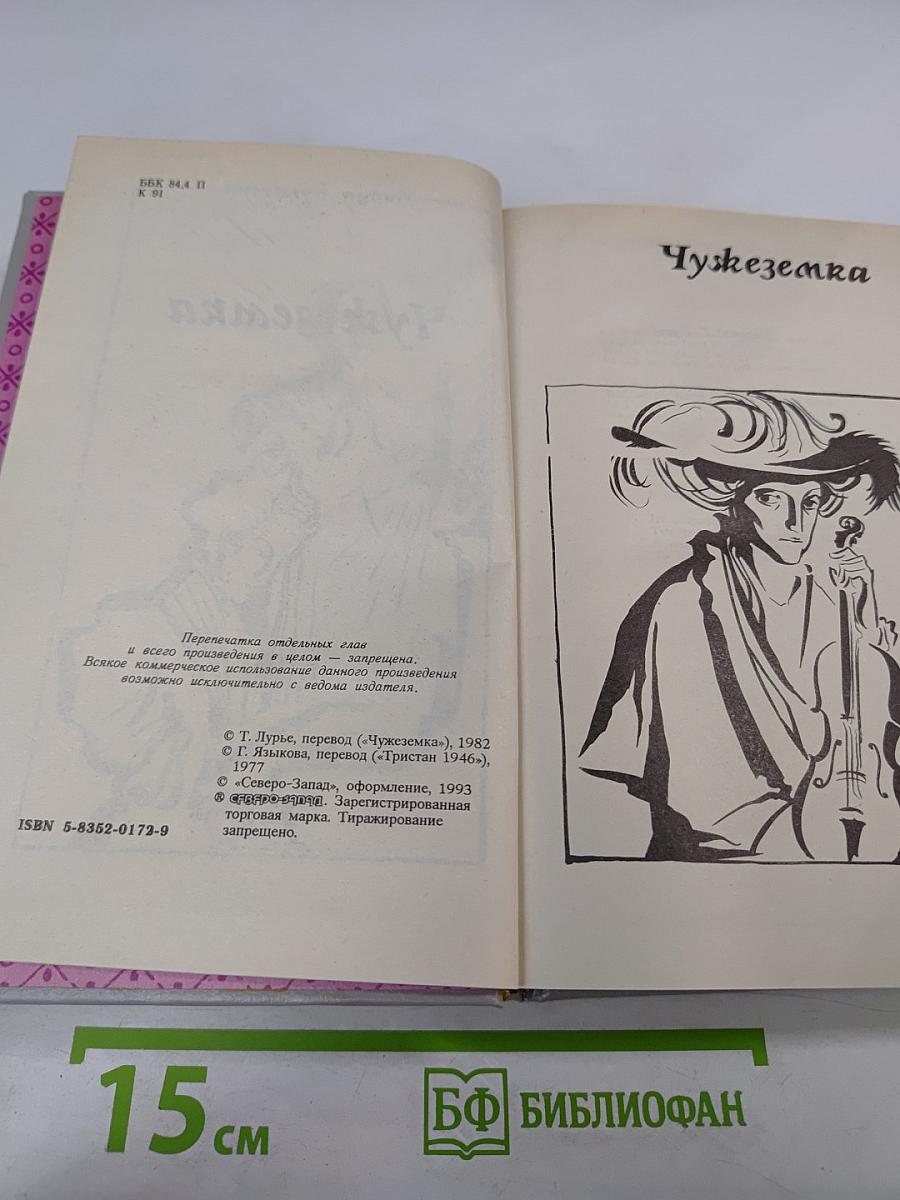 ББК 84,4 П
К 91
Перепечатка отдельных глав
и всего произведения в целом — запрещена.
Всякое коммерческое использование данного произведения
возможно исключительно с ведома издателя.
© Т. Лурье, перевод («Чужеземка»), 1982
© Г. Языкова, перевод («Тристан 1946»),
1977
© «Северо-Запад», оформление, 1993
® СЕВЕРО-ЗАПАД. Зарегистрированная
торговая марка. Тиражирование
запрещено.
ISBN 5-8352-0172-9
Чужеземка
15 см
БФ БИБЛИОФАН